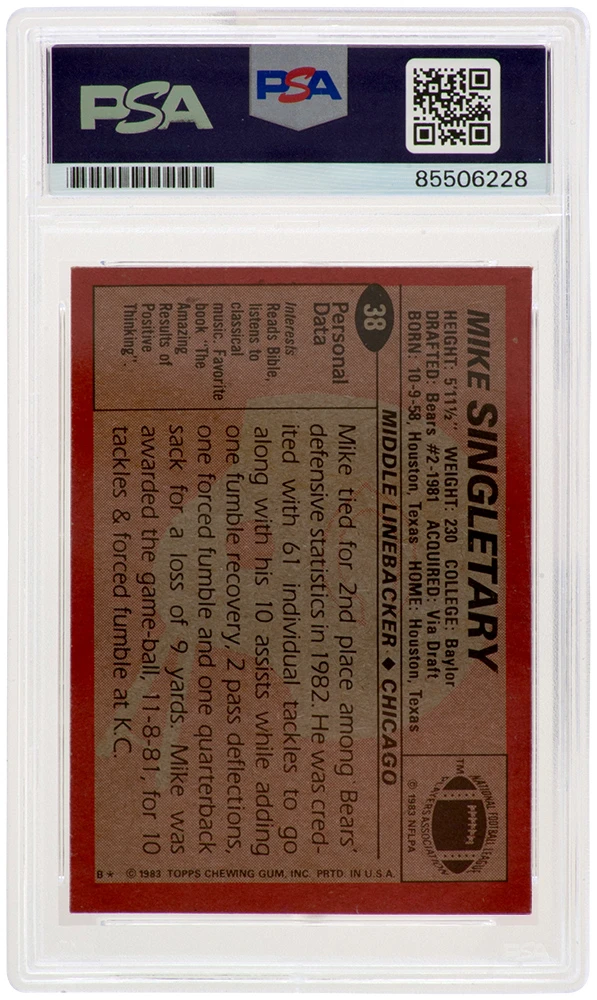 PSA
PSA
85506228
MIKE SINGLETARY
HEIGHT: 5'11½" WEIGHT: 230 COLLEGE: Baylor
DRAFTED: Bears #2-1981 ACQUIRED: Via Draft
BORN: 10-9-58, Houston, Texas HOME: Houston, Texas
38
MIDDLE LINEBACKER ◆ CHICAGO
NATIONAL FOOTBALL LEAGUE
PLAYERS ASSOCIATION
TM
© 1983 NFLPA
Personal
Data
Interests
Reads Bible,
listens to
classical
music. Favorite
book "The
Amazing
Results of
Positive
Thinking".
Mike tied for 2nd place among Bears'
defensive statistics in 1982. He was cred-
ited with 61 individual tackles to go
along with his 10 assists while adding
one fumble recovery, 2 pass deflections,
one forced fumble and one quarterback
sack for a loss of 9 yards. Mike was
awarded the game-ball, 11-8-81, for 10
tackles & forced fumble at K.C.
B* © 1983 TOPPS CHEWING GUM, INC. PRTD. IN U.S.A.